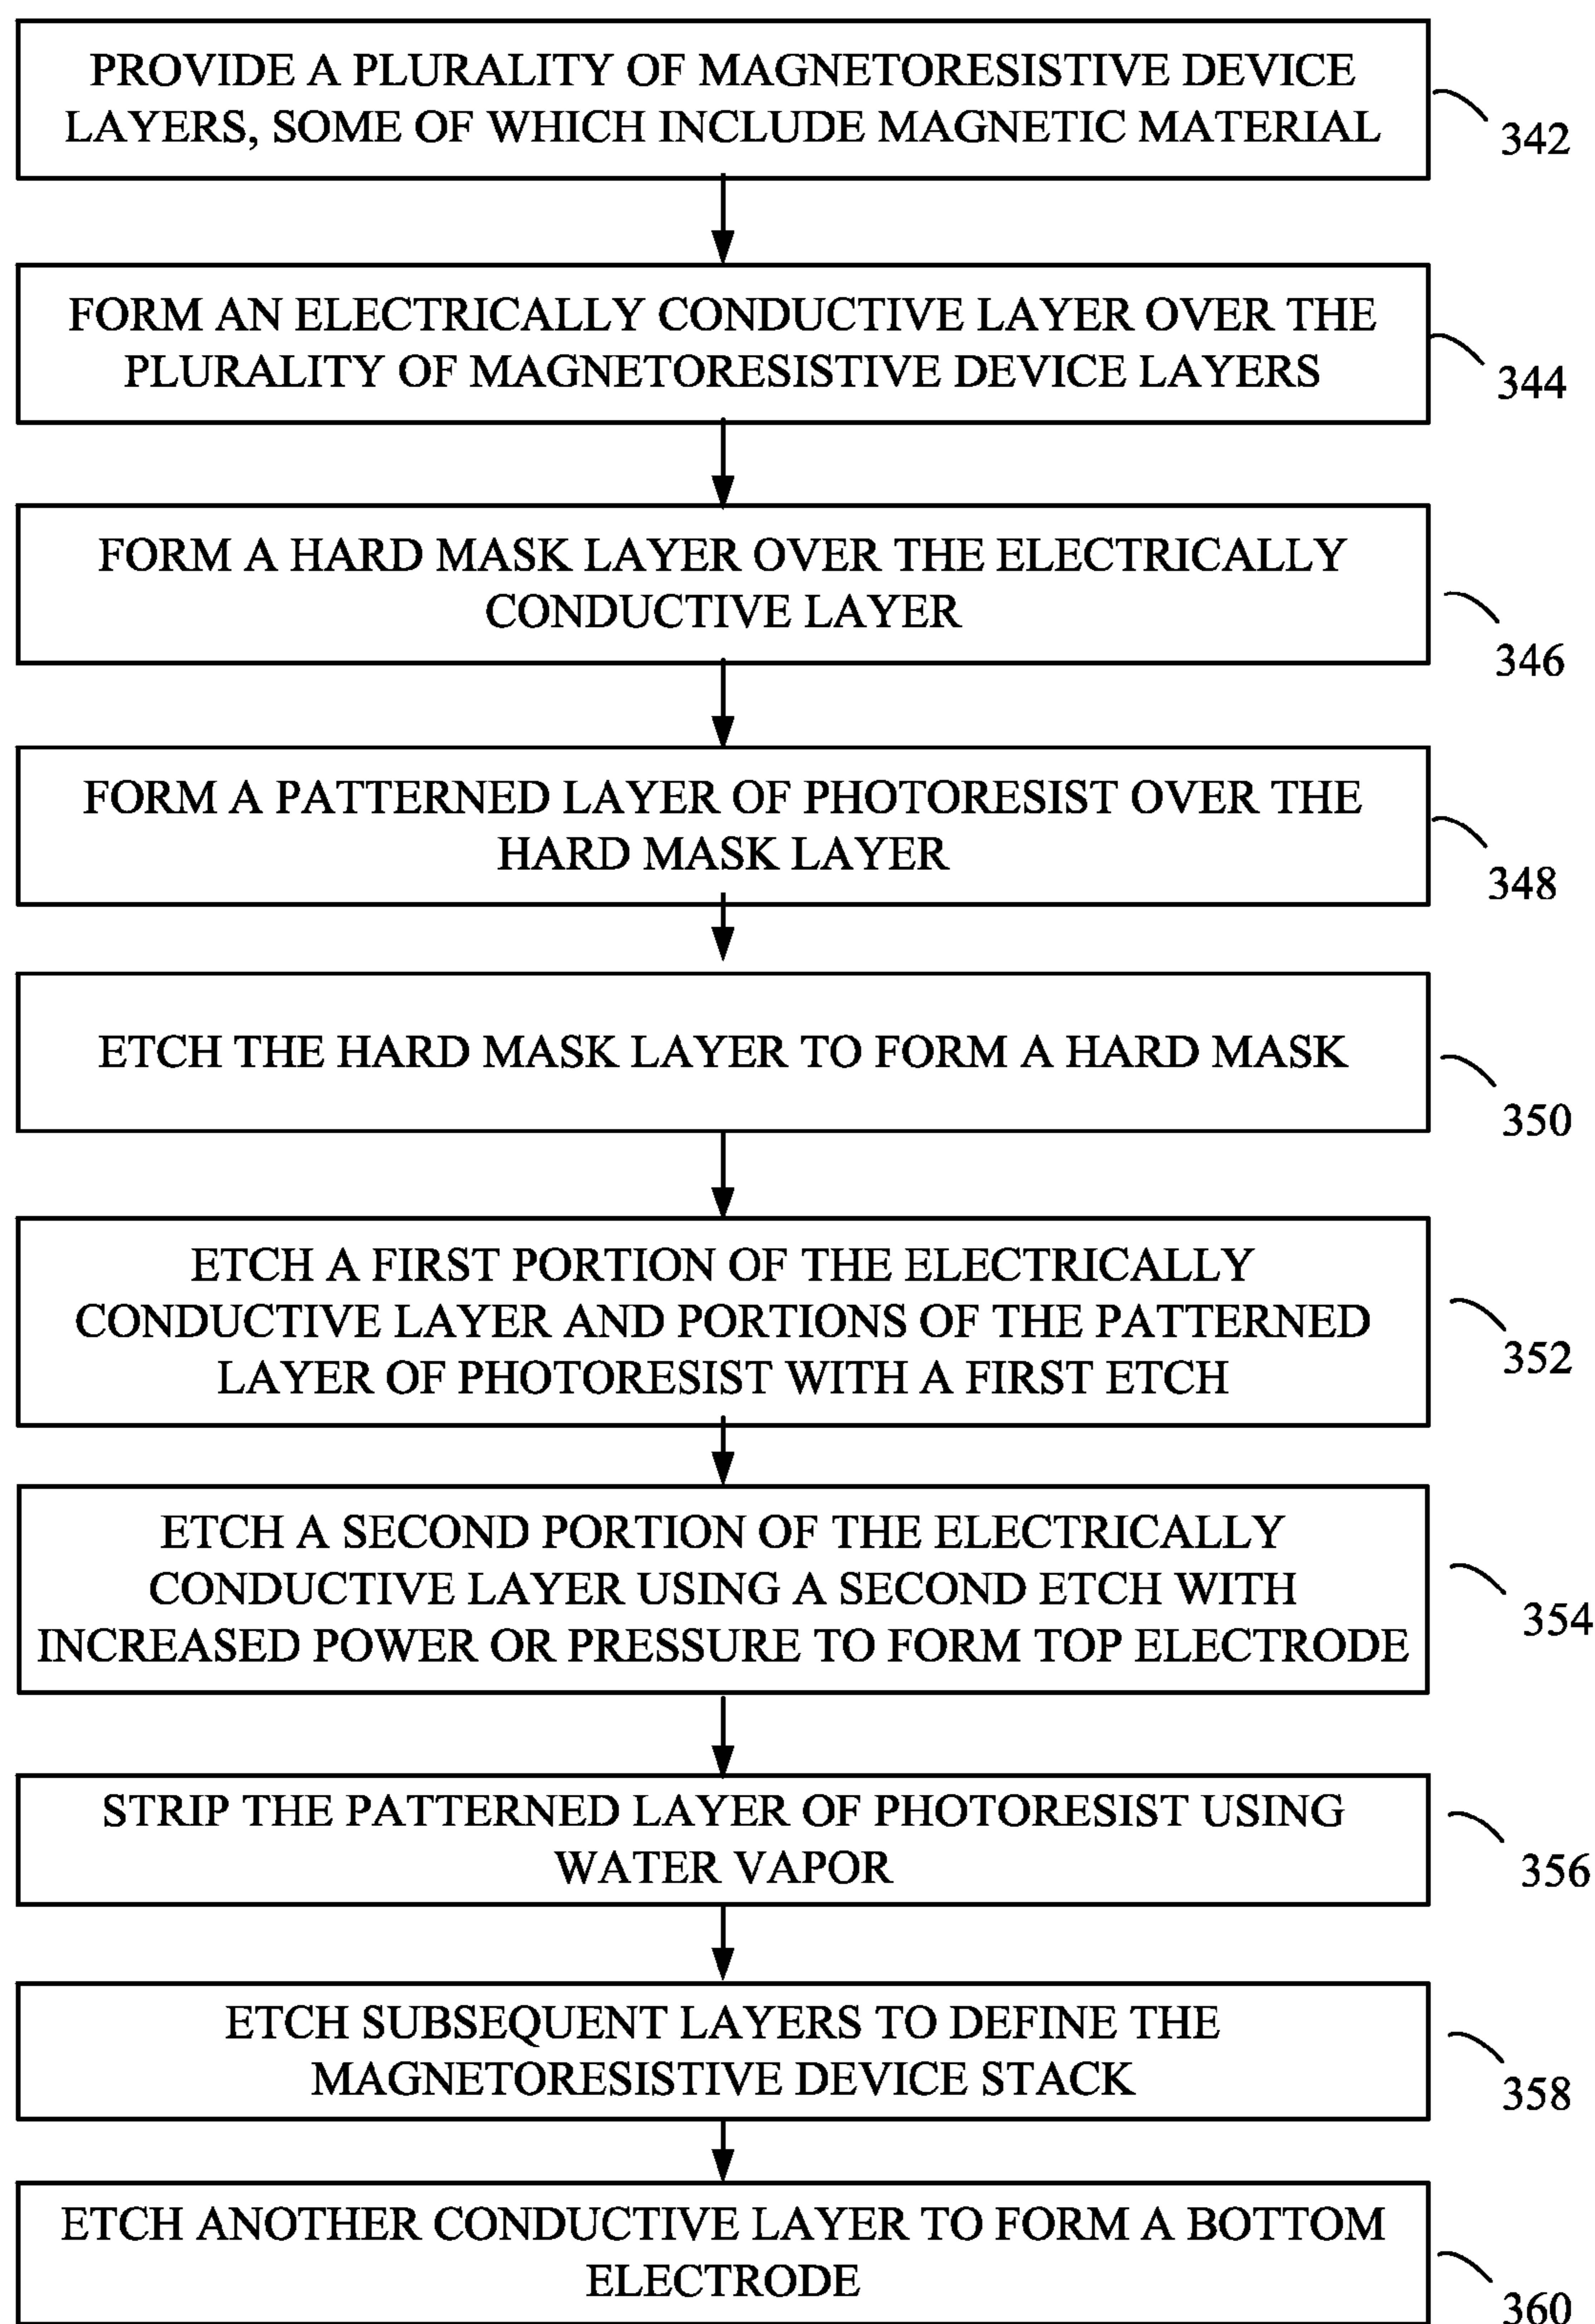 PROVIDE A PLURALITY OF MAGNETORESISTIVE DEVICE
LAYERS, SOME OF WHICH INCLUDE MAGNETIC MATERIAL
342
FORM AN ELECTRICALLY CONDUCTIVE LAYER OVER THE
PLURALITY OF MAGNETORESISTIVE DEVICE LAYERS
344
FORM A HARD MASK LAYER OVER THE ELECTRICALLY
CONDUCTIVE LAYER
346
FORM A PATTERNED LAYER OF PHOTORESIST OVER THE
HARD MASK LAYER
348
ETCH THE HARD MASK LAYER TO FORM A HARD MASK
350
ETCH A FIRST PORTION OF THE ELECTRICALLY
CONDUCTIVE LAYER AND PORTIONS OF THE PATTERNED
LAYER OF PHOTORESIST WITH A FIRST ETCH
352
ETCH A SECOND PORTION OF THE ELECTRICALLY
CONDUCTIVE LAYER USING A SECOND ETCH WITH
INCREASED POWER OR PRESSURE TO FORM TOP ELECTRODE
354
STRIP THE PATTERNED LAYER OF PHOTORESIST USING
WATER VAPOR
356
ETCH SUBSEQUENT LAYERS TO DEFINE THE
MAGNETORESISTIVE DEVICE STACK
358
ETCH ANOTHER CONDUCTIVE LAYER TO FORM A BOTTOM
ELECTRODE
360